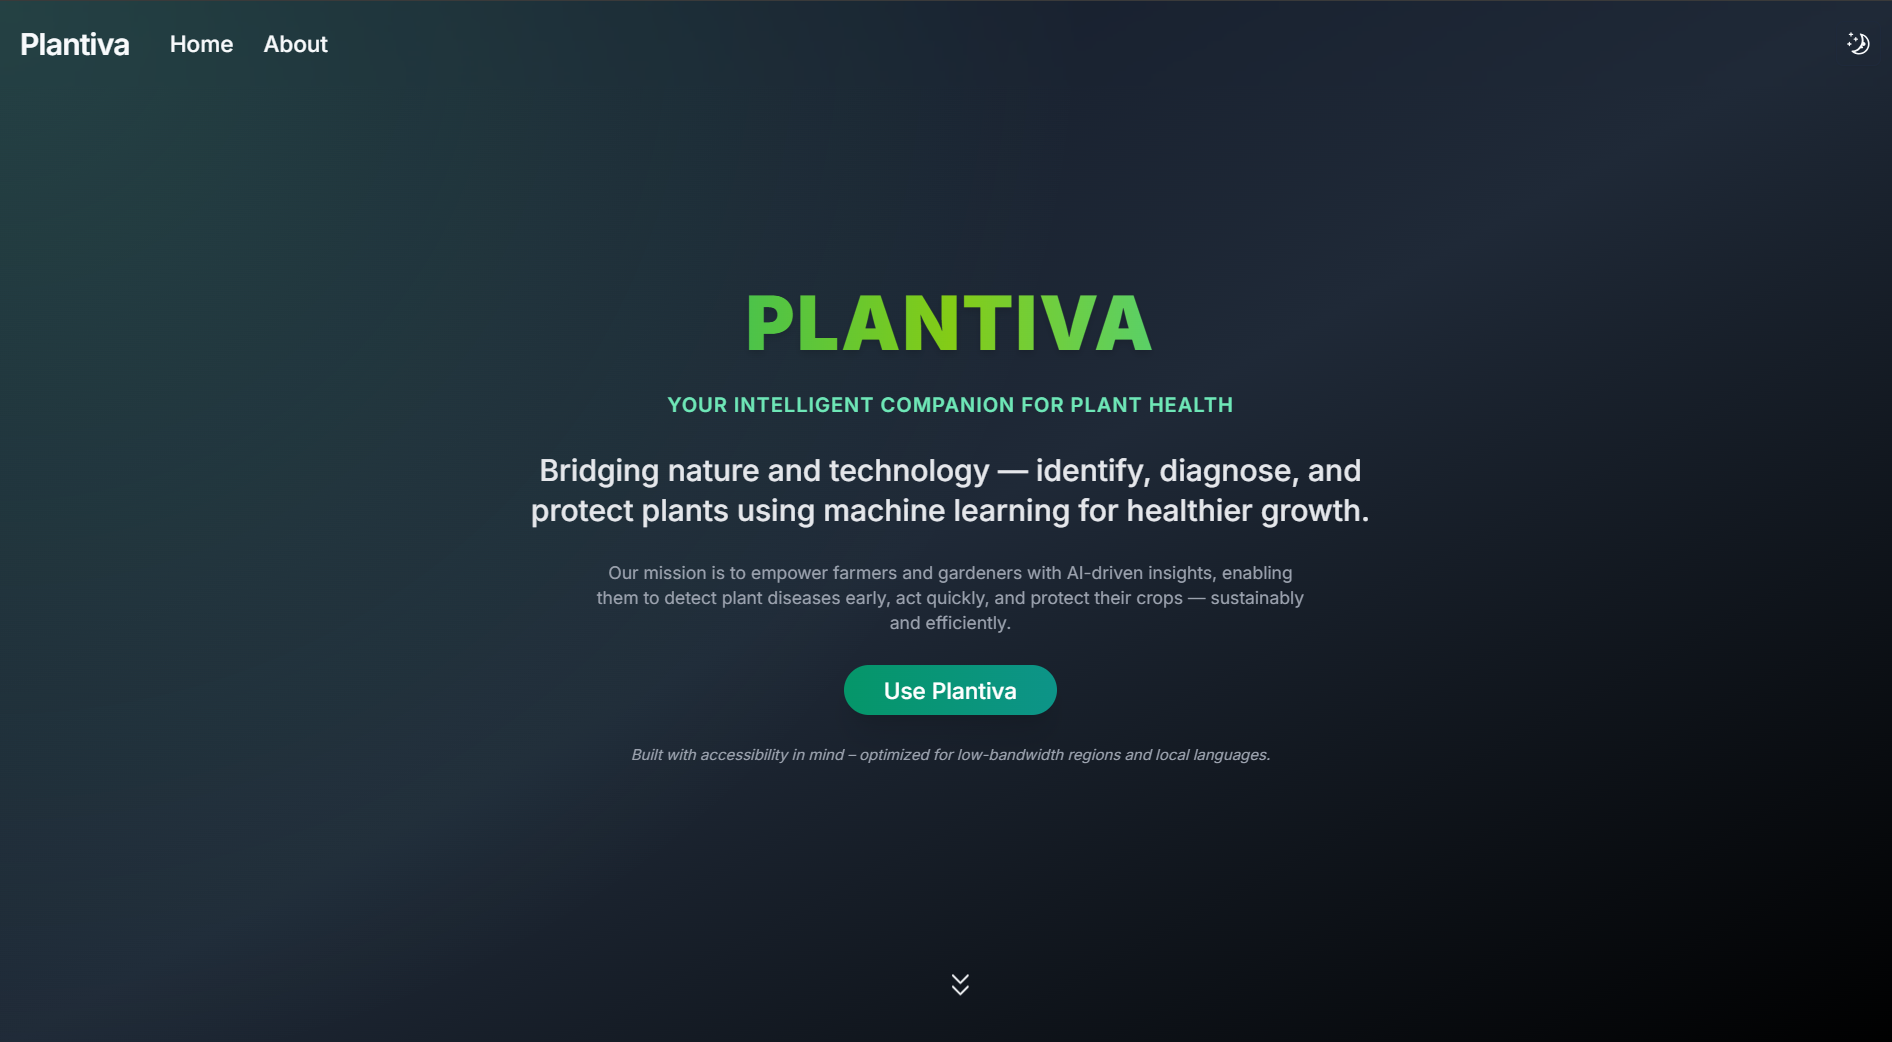 Plantiva
Home
About
PLANTIVA
YOUR INTELLIGENT COMPANION FOR PLANT HEALTH
Bridging nature and technology — identify, diagnose, and
protect plants using machine learning for healthier growth.
Our mission is to empower farmers and gardeners with AI-driven insights, enabling
them to detect plant diseases early, act quickly, and protect their crops — sustainably
and efficiently.
Use Plantiva
Built with accessibility in mind – optimized for low-bandwidth regions and local languages.